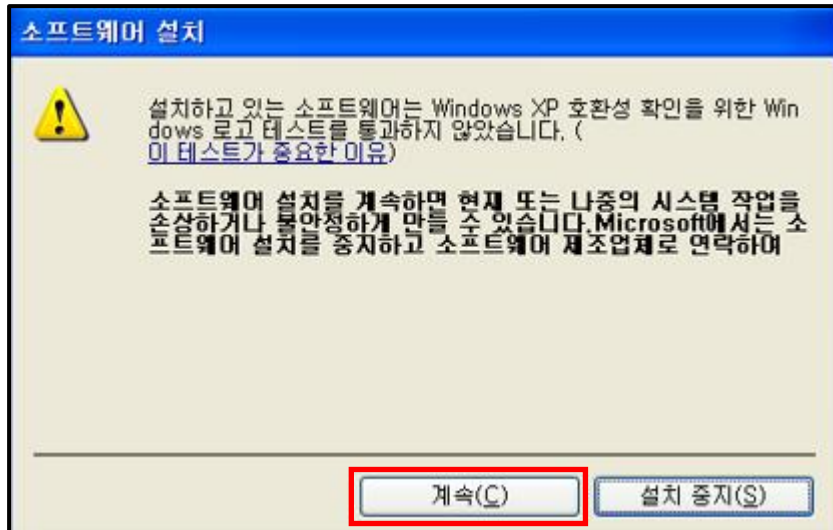 소프트웨어 설치
설치하고 있는 소프트웨어는 Windows XP 호환성 확인을 위한 Win
dows 로고 테스트를 통과하지 않았습니다. (
이 테스트가 중요한 이유)
소프트웨어 설치를 계속하면 현재 또는 나중의 시스템 작업을
손상하거나 불안정하게 만들 수 있습니다.Microsoft에서는 소
프트웨어 설치를 중지하고 소프트웨어 제조업체로 연락하여
계속(C) 설치 중지(S)